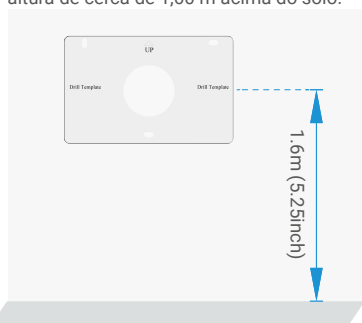 altura de cerca de 1,60 m acima do solo.
UP
Drill Template
Drill Template
1.6m (5.25inch)